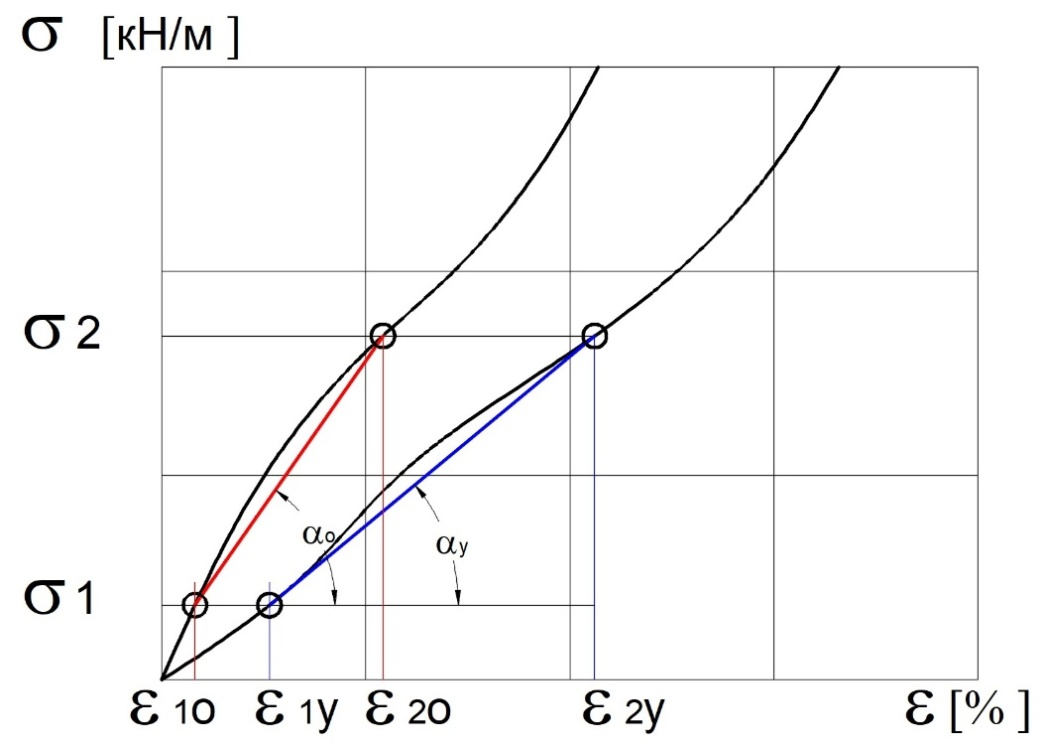 σ [кН/м ]
σ 2
αо
αу
σ 1
ε 1о ε 1у ε 2о ε 2у ε [% ]